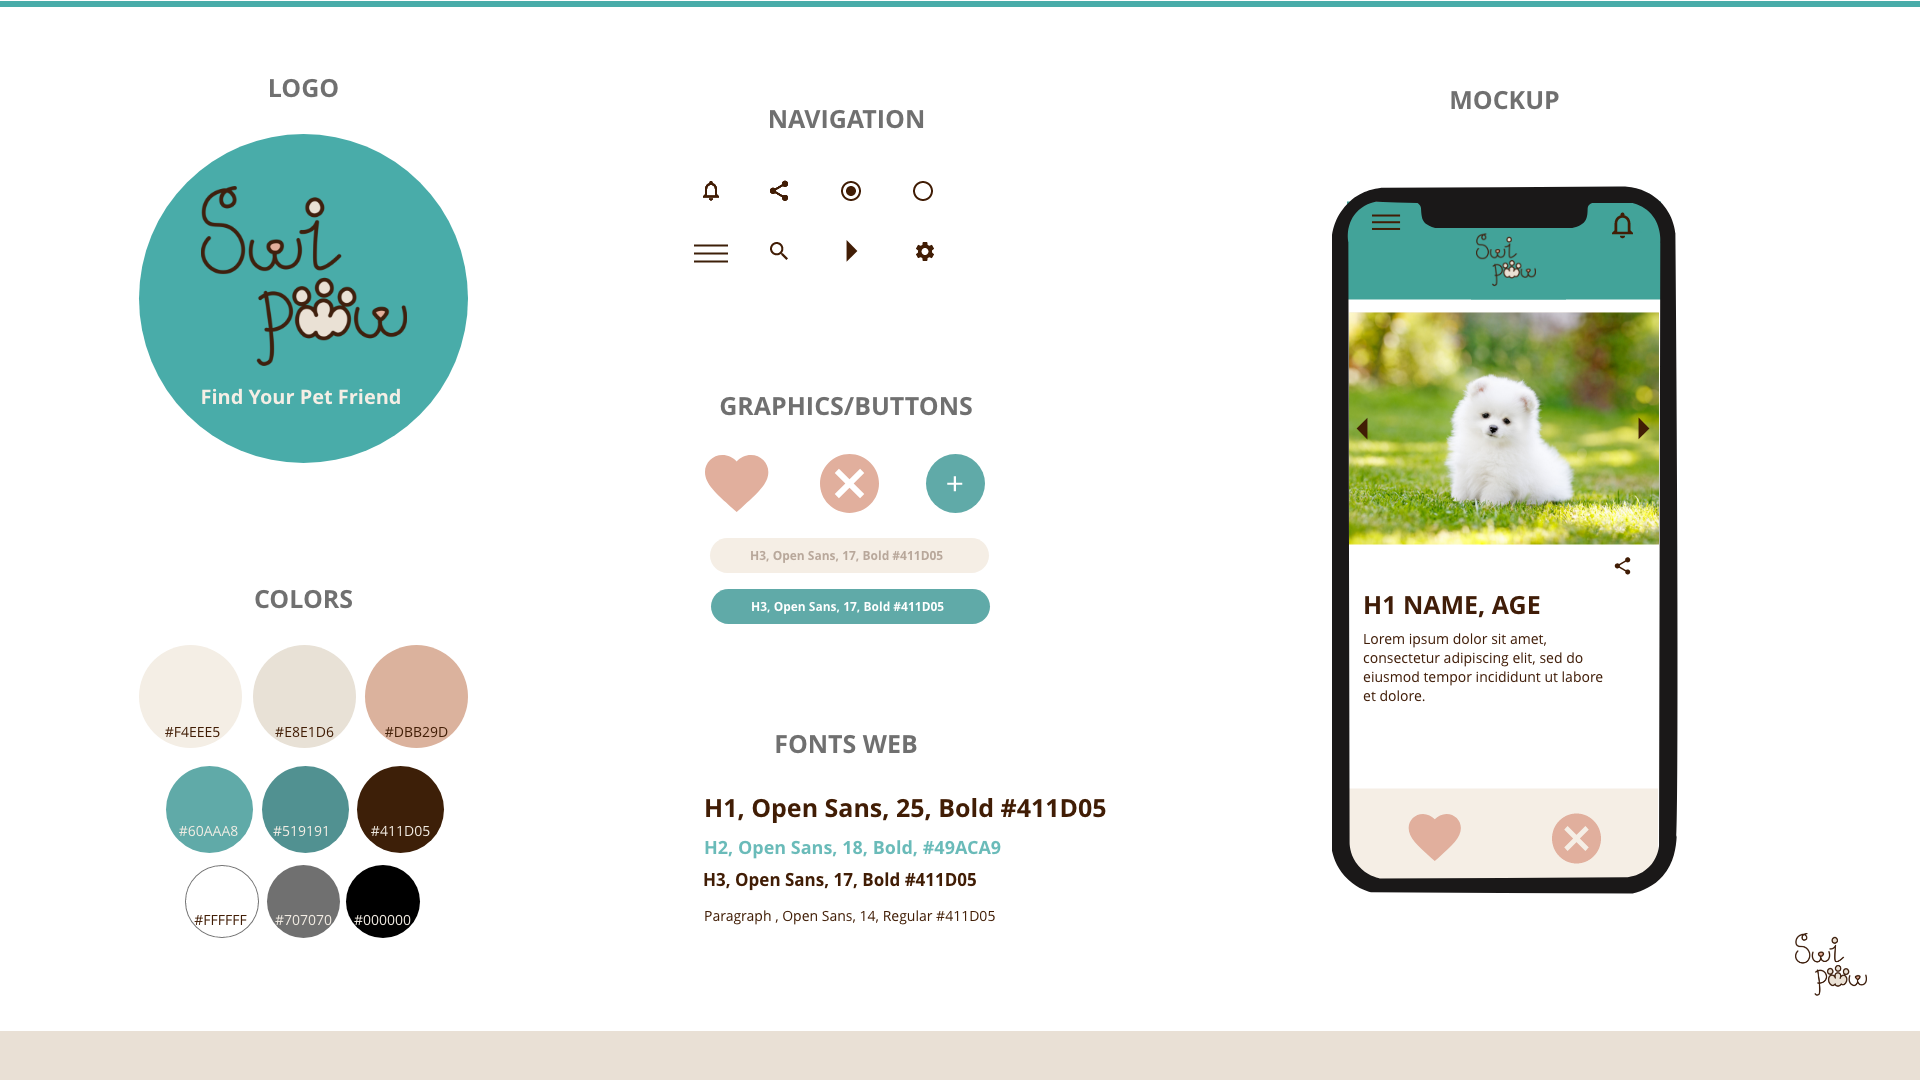 LOGO
Swi
paw
Find Your Pet Friend
COLORS
#F4EEE5
#E8E1D6
#DBB29D
#60AAA8
#519191
#411D05
#FFFFFF
#707070
#000000
NAVIGATION
GRAPHICS/BUTTONS
H3, Open Sans, 17, Bold #411D05
H3, Open Sans, 17, Bold #411D05
FONTS WEB
H1, Open Sans, 25, Bold #411D05
H2, Open Sans, 18, Bold, #49ACA9
H3, Open Sans, 17, Bold #411D05
Paragraph , Open Sans, 14, Regular #411D05
MOCKUP
Swi
paw
H1 NAME, AGE
Lorem ipsum dolor sit amet,
consectetur adipiscing elit, sed do
eiusmod tempor incididunt ut labore
et dolore.
Swi
paw